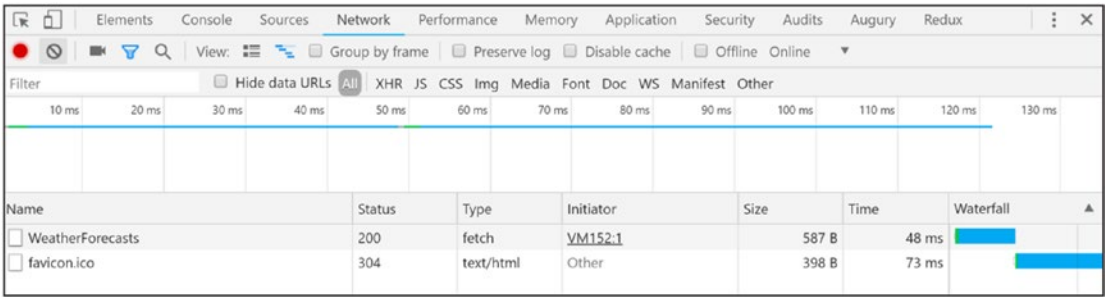 Elements Console Sources Network Performance Memory Application Security Audits Augury Redux
View: Group by frame Preserve log Disable cache Offline Online
Filter Hide data URLs All XHR JS CSS Img Media Font Doc WS Manifest Other
10 ms 20 ms 30 ms 40 ms 50 ms 60 ms 70 ms 80 ms 90 ms 100 ms 110 ms 120 ms 130 ms
Name Status Type Initiator Size Time Waterfall
WeatherForecasts 200 fetch VM152:1 587 B 48 ms
favicon.ico 304 text/html Other 398 B 73 ms